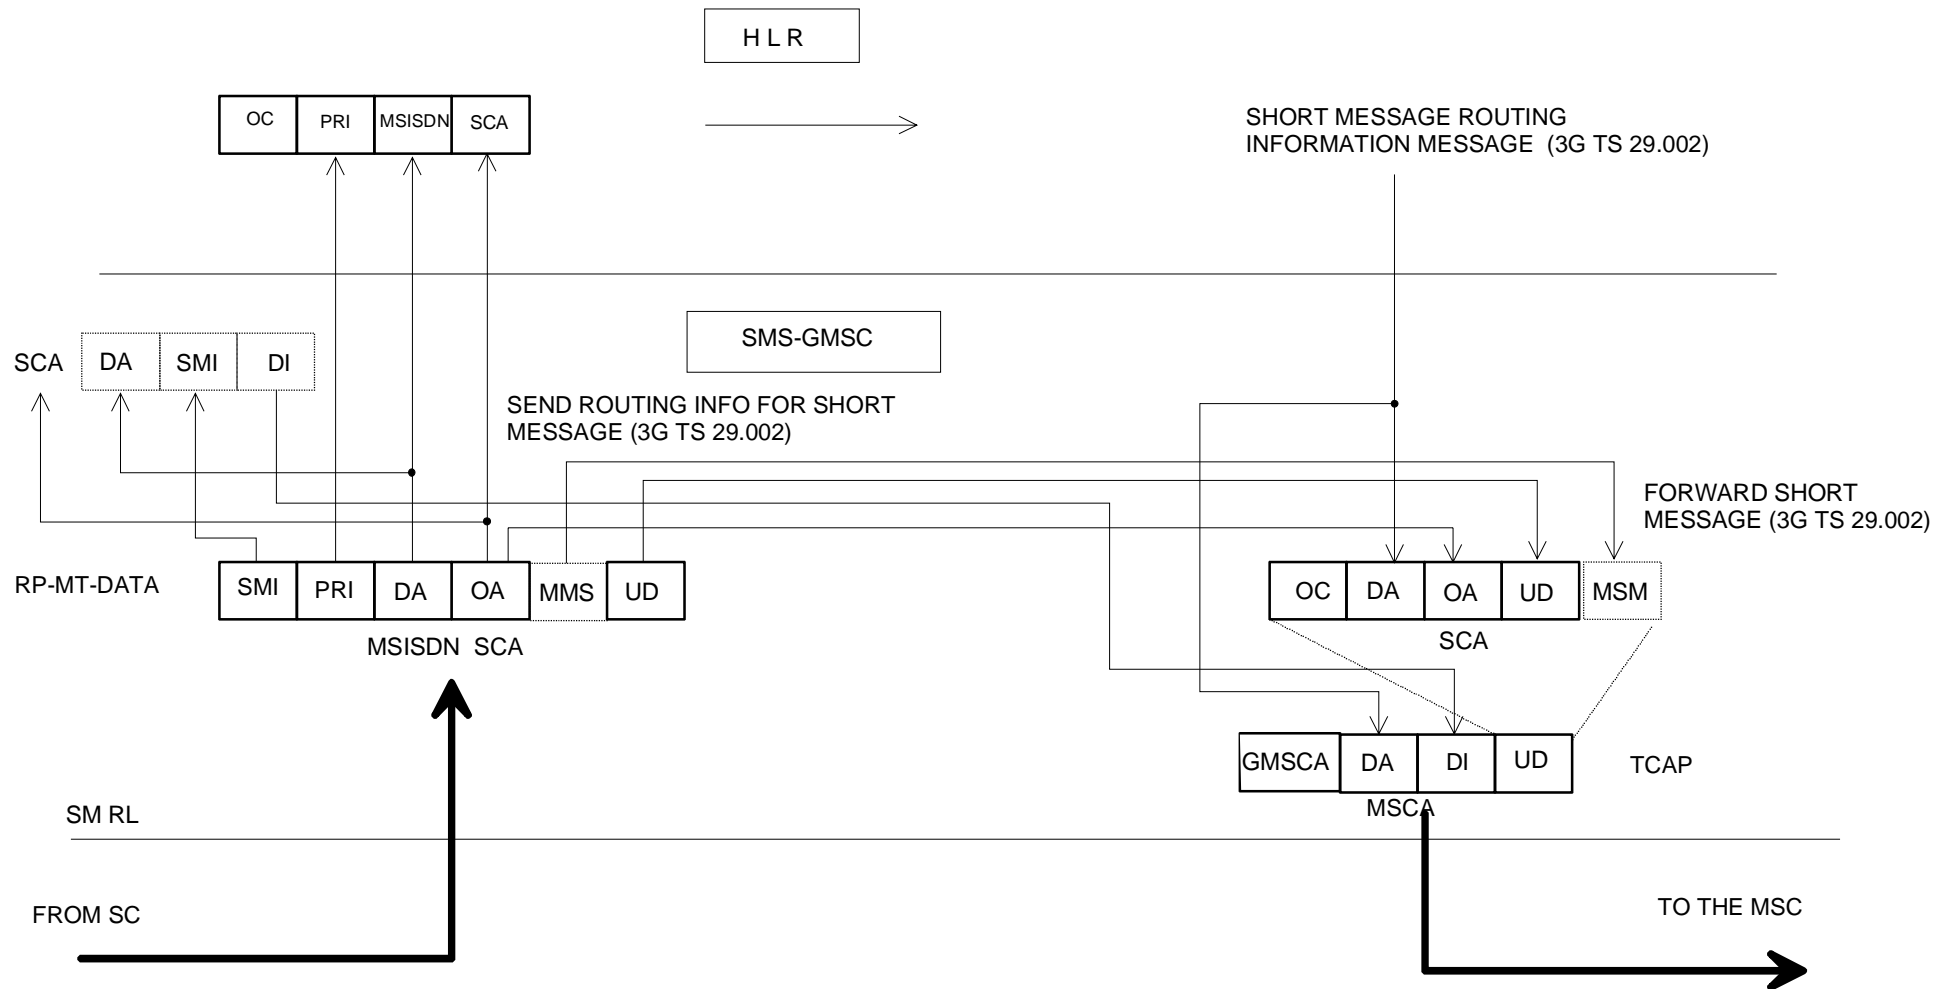 H L R
OC PRI MSISDN SCA
SHORT MESSAGE ROUTING
INFORMATION MESSAGE (3G TS 29.002)
SMS-GMSC
SCA DA SMI DI
SEND ROUTING INFO FOR SHORT
MESSAGE (3G TS 29.002)
FORWARD SHORT
MESSAGE (3G TS 29.002)
RP-MT-DATA SMI PRI DA OA MMS UD
MSISDN SCA
OC DA OA UD MSM
SCA
GMSCA DA DI UD TCAP
MSCA
SM RL
FROM SC
TO THE MSC